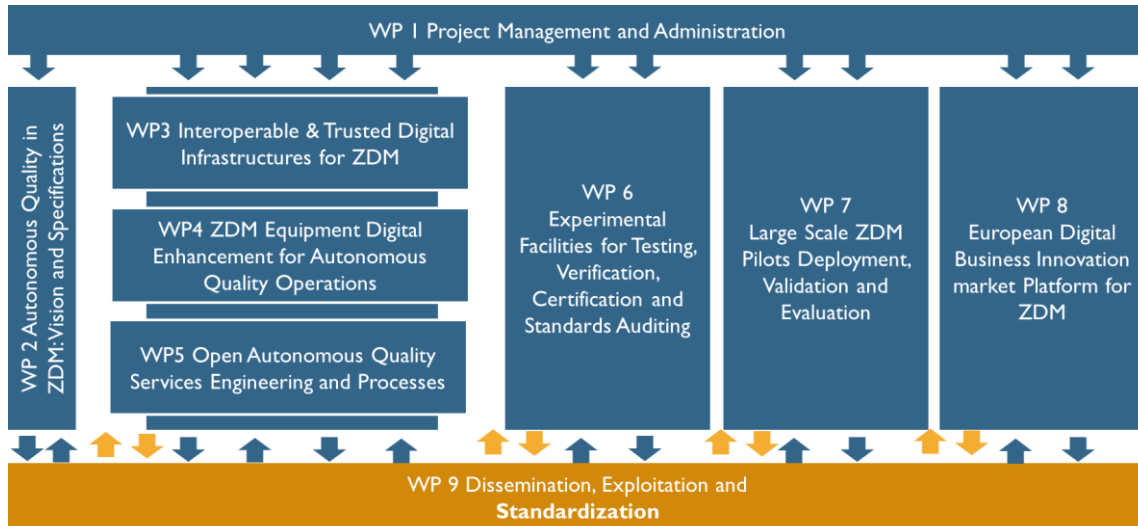 WP 1 Project Management and Administration
WP 2 Autonomous Quality in
ZDM: Vision and Specifications
WP3 Interoperable & Trusted Digital
Infrastructures for ZDM
WP4 ZDM Equipment Digital
Enhancement for Autonomous
Quality Operations
WP5 Open Autonomous Quality
Services Engineering and Processes
WP 6
Experimental
Facilities for Testing,
Verification,
Certification and
Standards Auditing
WP 7
Large Scale ZDM
Pilots Deployment,
Validation and
Evaluation
WP 8
European Digital
Business Innovation
market Platform for
ZDM
WP 9 Dissemination, Exploitation and
Standardization